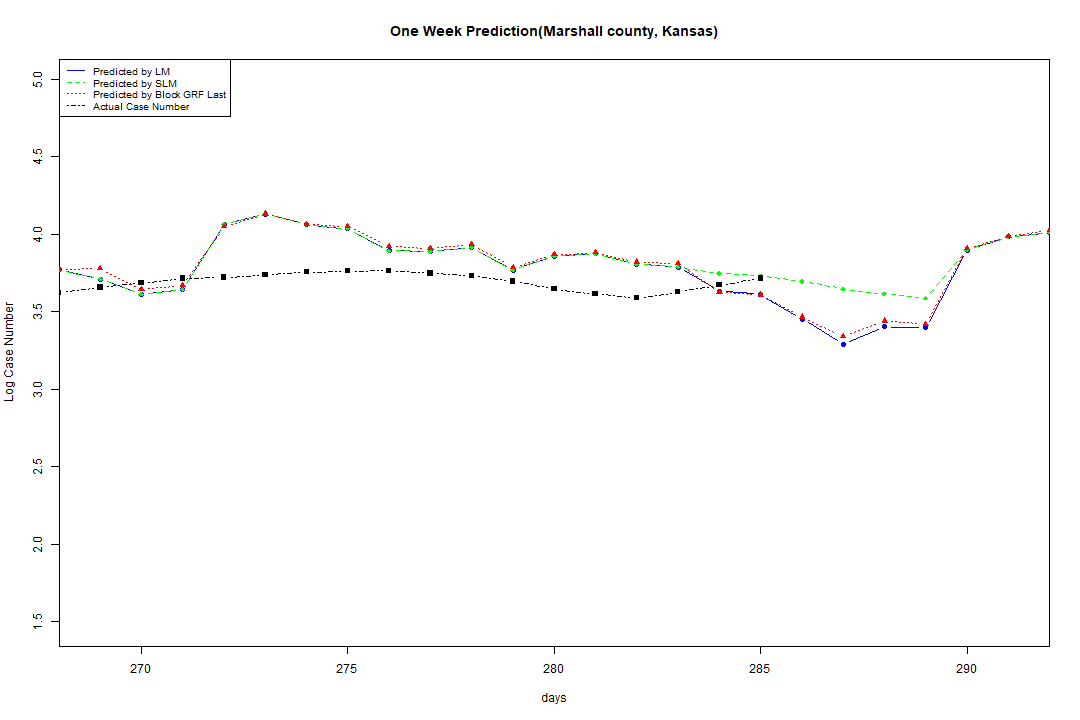 One Week Prediction(Marshall county, Kansas)
Predicted by LM
Predicted by SLM
Predicted by Block GRF Last
Actual Case Number
5.0
4.5
4.0
3.5
3.0
2.5
2.0
1.5
Log Case Number
270
275
280
285
290
days